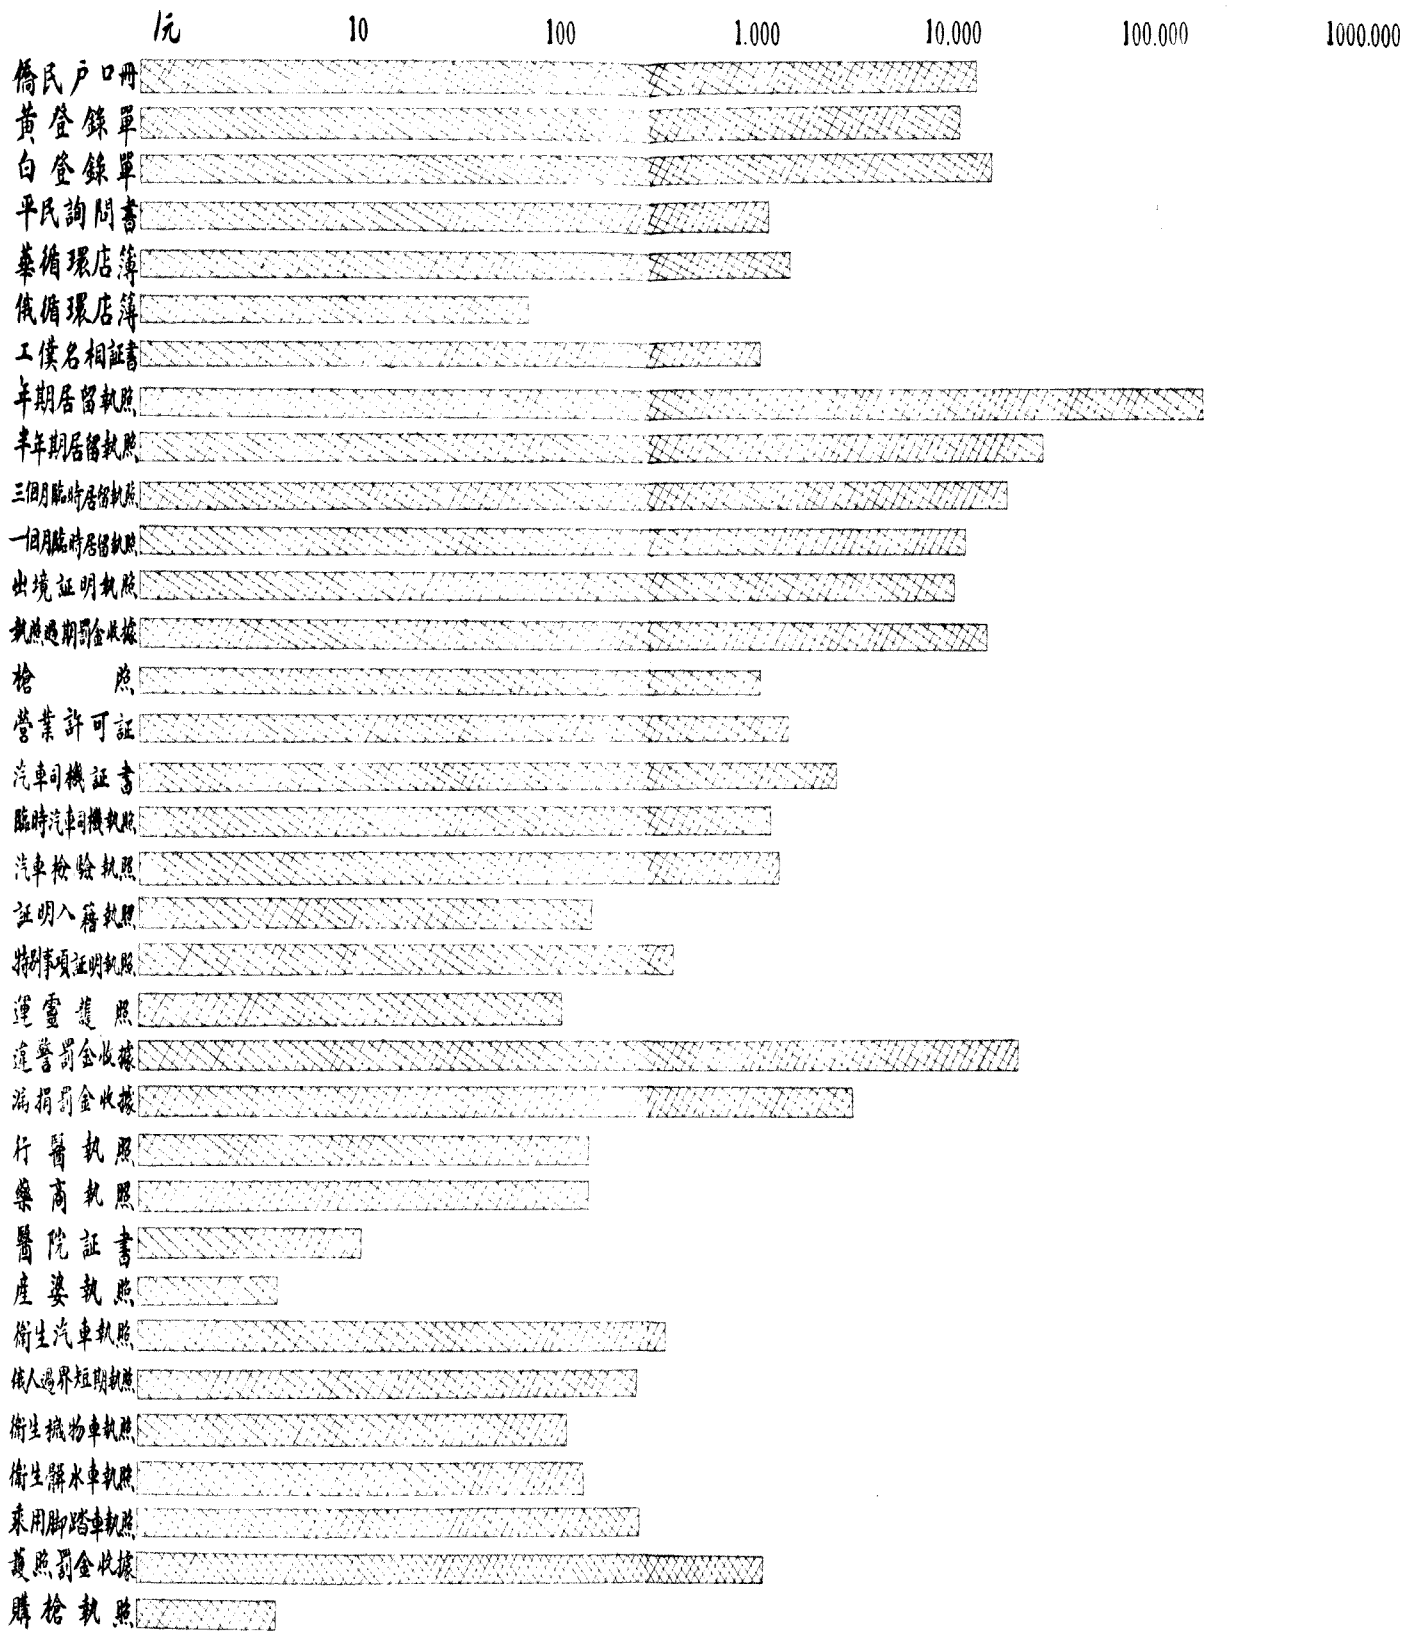 1元 10 100 1.000 10,000 100.000 1000.000
僑民戶口冊
黃登錄單
白登錄單
平民詢問書
華循環店簿
俄循環店簿
工僕名相証書
年期居留執照
半年期居留執照
三個月臨時居留執照
一個月臨時居留執照
出境証明執照
執照過期罰金收據
槍照
營業許可証
汽車司機証書
臨時汽車司機執照
汽車檢驗執照
証明入籍執照
特別事項証明執照
運靈護照
違警罰金收據
漏捐罰金收據
行醫執照
藥商執照
醫院証書
產婆執照
衛生汽車執照
俄人過界短期執照
衛生穢物車執照
衛生髒水車執照
乘用脚踏車執照
護照罰金收據
購槍執照